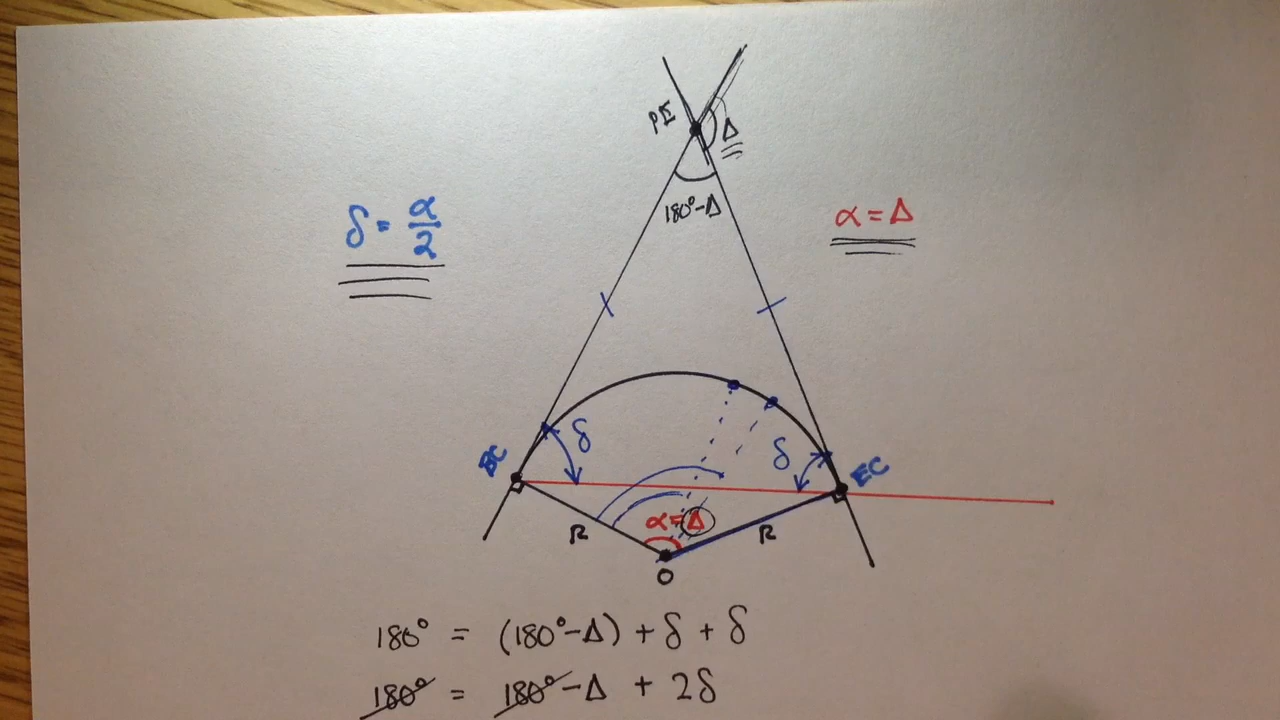 PI
Δ
180°-Δ
δ = α/2
α = Δ
δ
δ
BC
EC
α = Δ
R
R
O
180° = (180°-Δ) + δ + δ
180° = 180° - Δ + 2δ